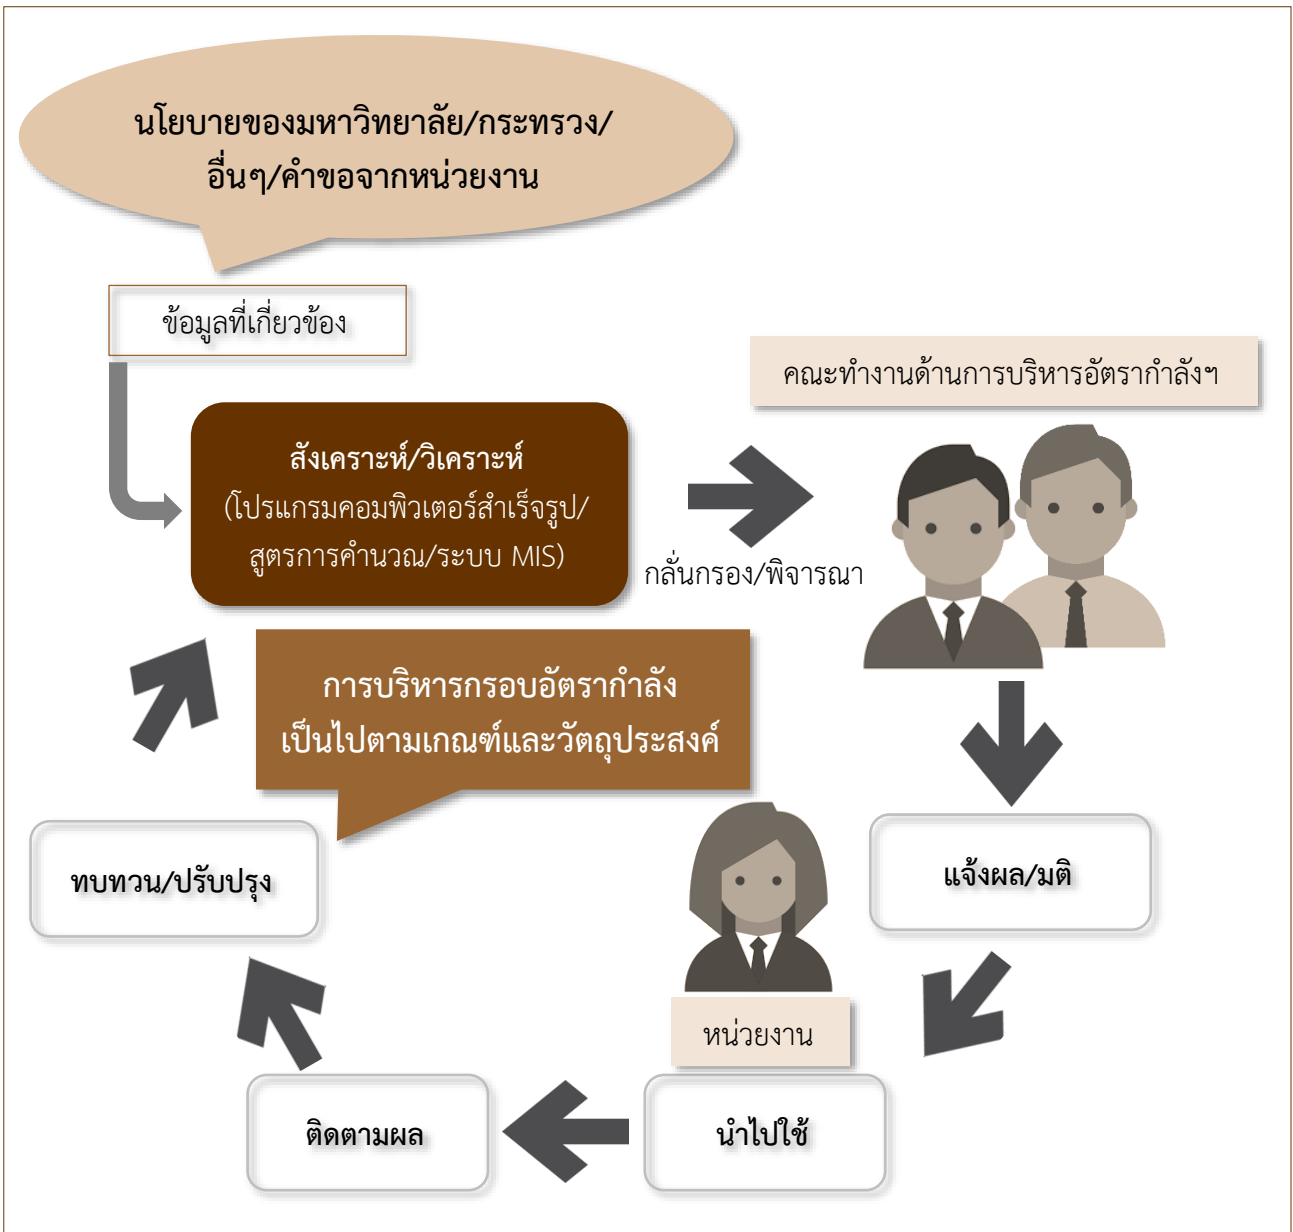 นโยบายของมหาวิทยาลัย/กระทรวง/
อื่นๆ/คำขอจากหน่วยงาน
ข้อมูลที่เกี่ยวข้อง
คณะทำงานด้านการบริหารอัตรากำลังฯ
สังเคราะห์/วิเคราะห์
(โปรแกรมคอมพิวเตอร์สำเร็จรูป/
สูตรการคำนวณ/ระบบ MIS)
กลั่นกรอง/พิจารณา
การบริหารกรอบอัตรากำลัง
เป็นไปตามเกณฑ์และวัตถุประสงค์
ทบทวน/ปรับปรุง
แจ้งผล/มติ
หน่วยงาน
ติดตามผล
นำไปใช้